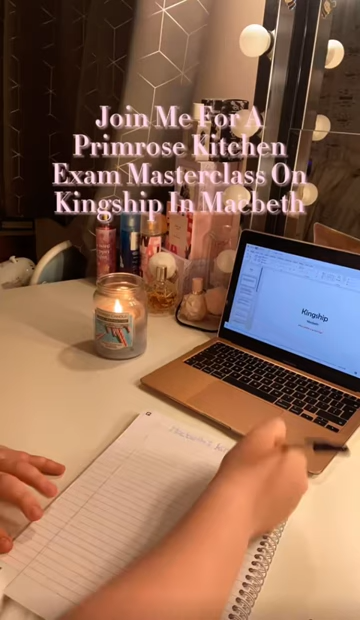 Join Me For A
Primrose Kitchen
Exam Masterclass On
Kingship In Macbeth
Kingship